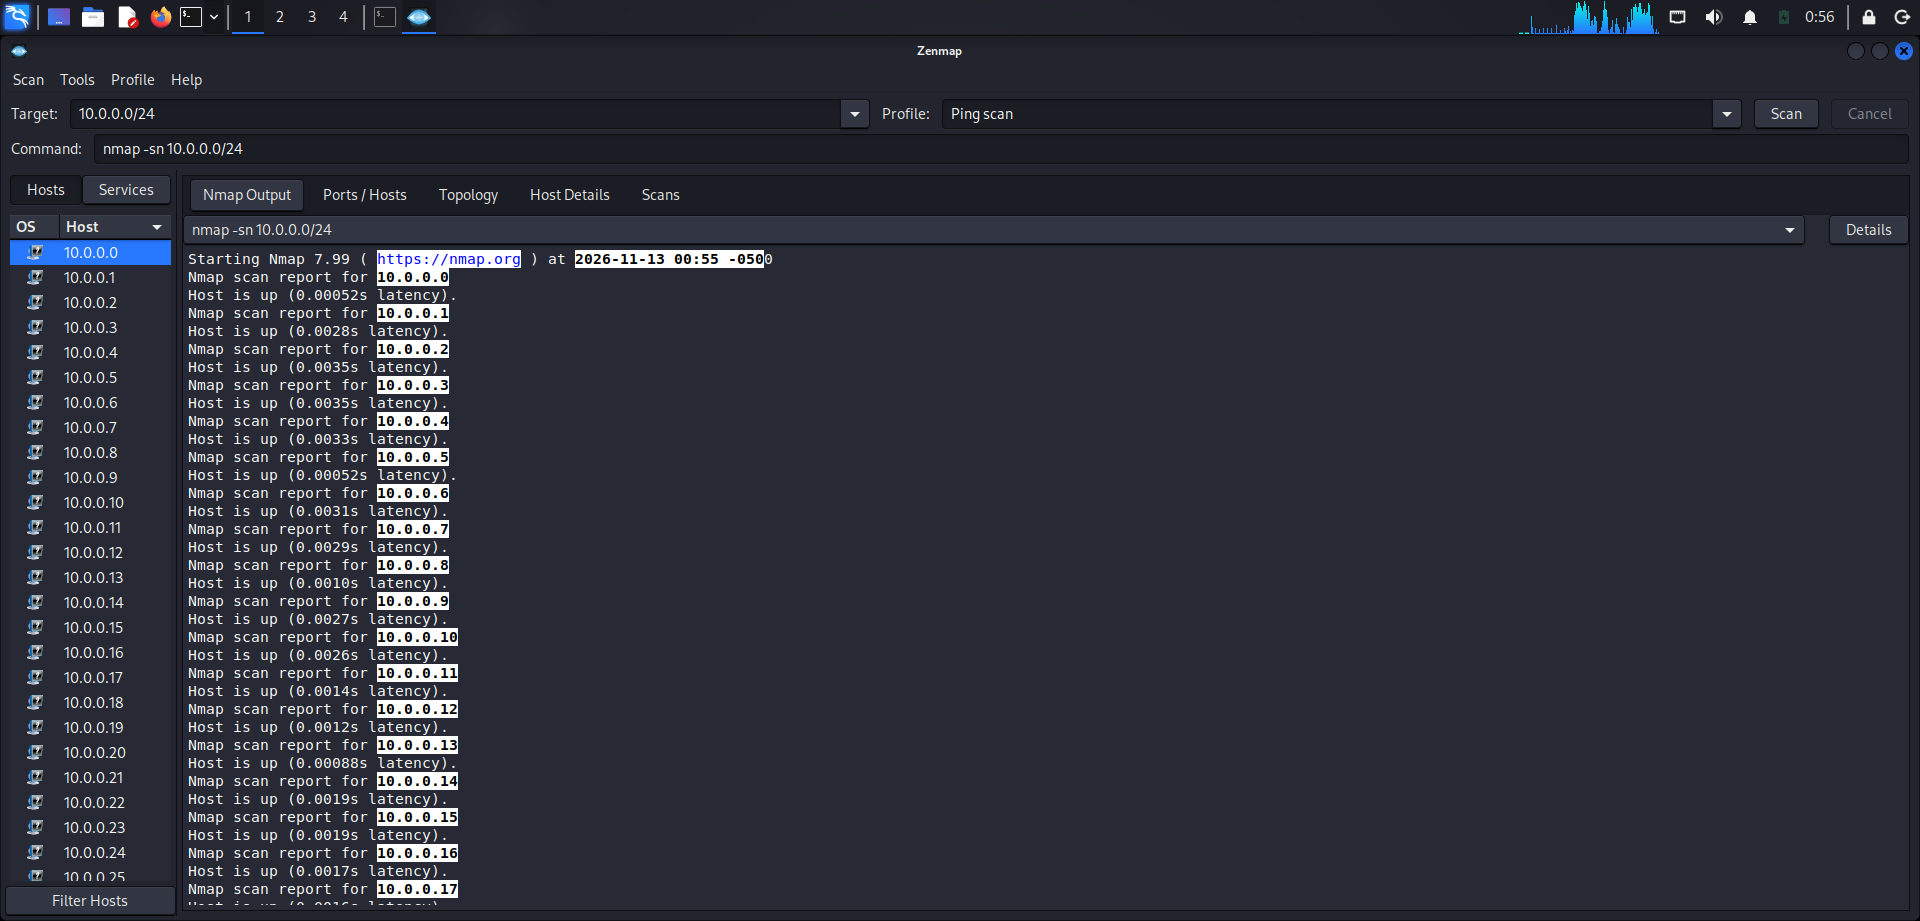 1 2 3 4 0:56
Zenmap
Scan Tools Profile Help
Target: 10.0.0.0/24 Profile: Ping scan Scan Cancel
Command: nmap -sn 10.0.0.0/24
Hosts Services
Nmap Output Ports / Hosts Topology Host Details Scans
OS Host
nmap -sn 10.0.0.0/24 Details
10.0.0.0
10.0.0.1
10.0.0.2
10.0.0.3
10.0.0.4
10.0.0.5
10.0.0.6
10.0.0.7
10.0.0.8
10.0.0.9
10.0.0.10
10.0.0.11
10.0.0.12
10.0.0.13
10.0.0.14
10.0.0.15
10.0.0.16
10.0.0.17
10.0.0.18
10.0.0.19
10.0.0.20
10.0.0.21
10.0.0.22
10.0.0.23
10.0.0.24
10.0.0.25
Filter Hosts
Starting Nmap 7.99 ( https://nmap.org ) at 2026-11-13 00:55 -0500
Nmap scan report for 10.0.0.0
Host is up (0.00052s latency).
Nmap scan report for 10.0.0.1
Host is up (0.0028s latency).
Nmap scan report for 10.0.0.2
Host is up (0.0035s latency).
Nmap scan report for 10.0.0.3
Host is up (0.0035s latency).
Nmap scan report for 10.0.0.4
Host is up (0.0033s latency).
Nmap scan report for 10.0.0.5
Host is up (0.00052s latency).
Nmap scan report for 10.0.0.6
Host is up (0.0031s latency).
Nmap scan report for 10.0.0.7
Host is up (0.0029s latency).
Nmap scan report for 10.0.0.8
Host is up (0.0010s latency).
Nmap scan report for 10.0.0.9
Host is up (0.0027s latency).
Nmap scan report for 10.0.0.10
Host is up (0.0026s latency).
Nmap scan report for 10.0.0.11
Host is up (0.0014s latency).
Nmap scan report for 10.0.0.12
Host is up (0.0012s latency).
Nmap scan report for 10.0.0.13
Host is up (0.00088s latency).
Nmap scan report for 10.0.0.14
Host is up (0.0019s latency).
Nmap scan report for 10.0.0.15
Host is up (0.0019s latency).
Nmap scan report for 10.0.0.16
Host is up (0.0017s latency).
Nmap scan report for 10.0.0.17
Host is up (0.0016s latency).